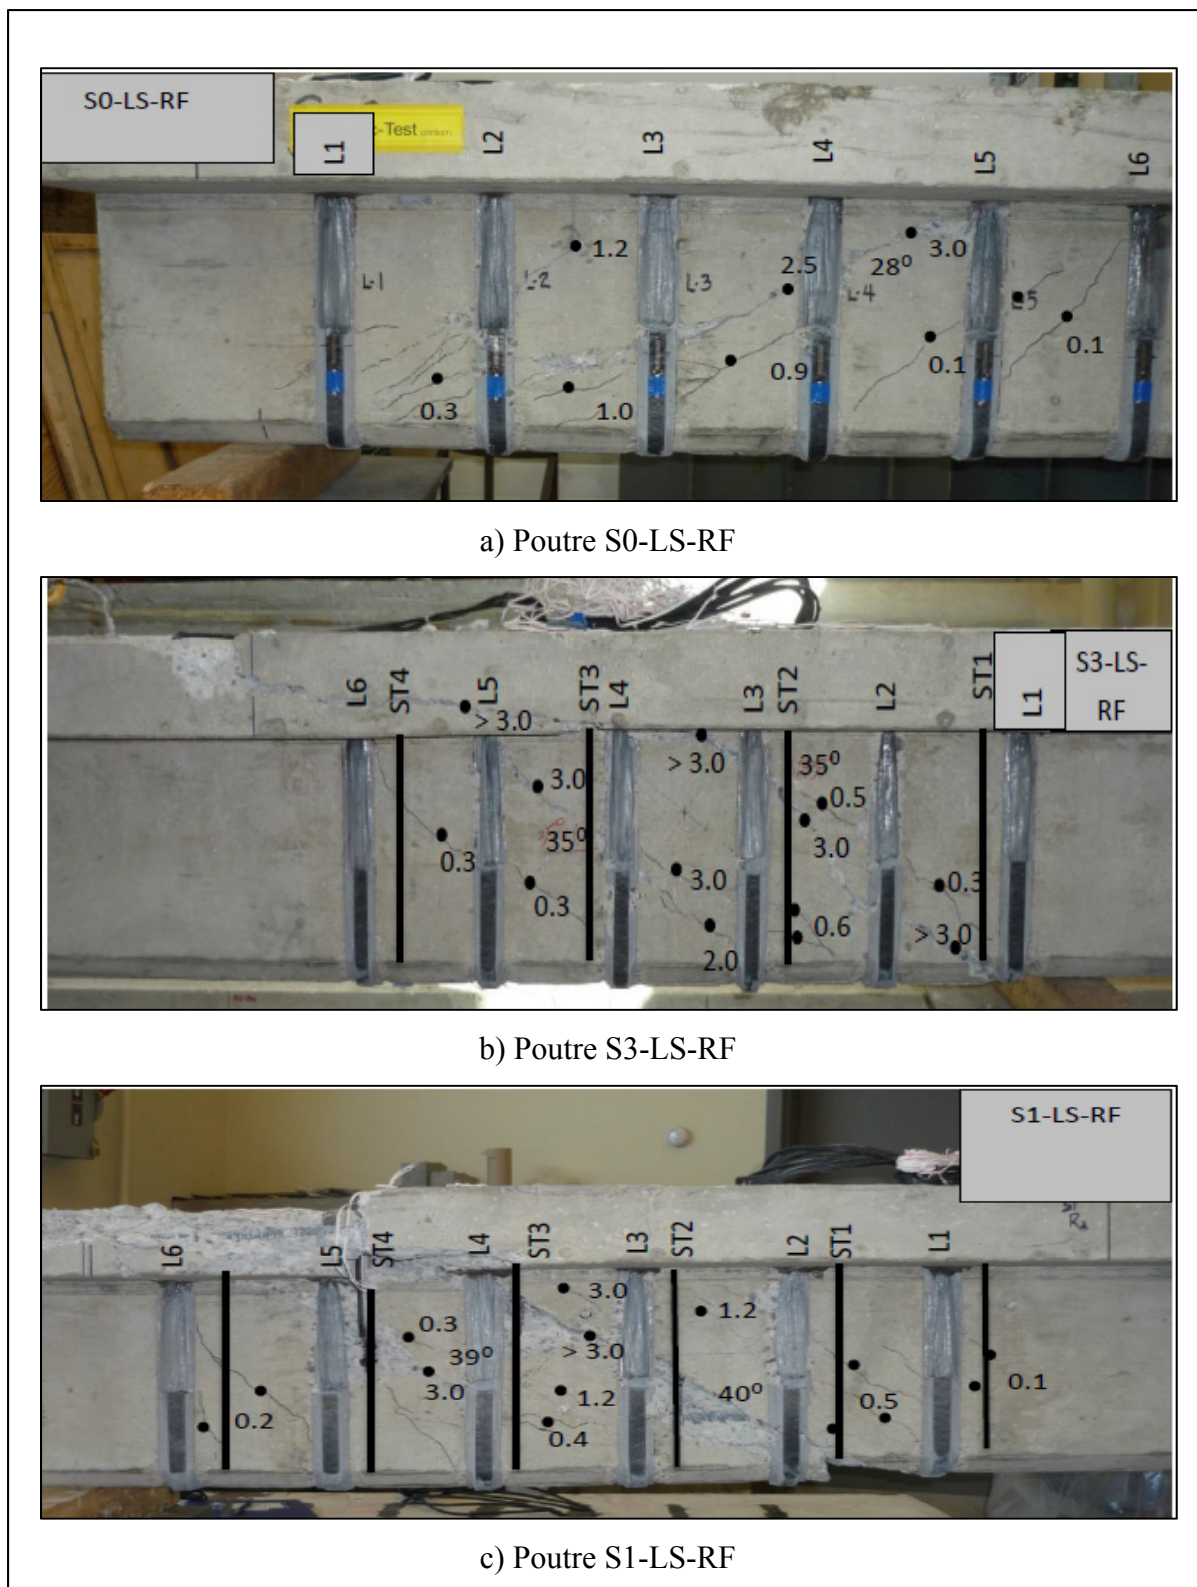 S0-LS-RF
L1
c-Test
L2
L3
L4
L5
L6
1.2
3.0
28⁰
2.5
L-1
L-2
L-3
L-4
0.1
0.1
0.9
0.3
1.0
a) Poutre S0-LS-RF
S3-LS-
RF
L6
ST4
L5
ST3
L4
L3
ST2
L2
ST1
L1
> 3.0
> 3.0
3.0
35⁰
0.5
3.0
35⁰
0.3
0.3
3.0
0.3
0.6
> 3.0
2.0
b) Poutre S3-LS-RF
S1-LS-RF
L6
L5
ST4
L4
ST3
L3
ST2
L2
ST1
L1
3.0
1.2
0.3
> 3.0
39⁰
3.0
1.2
40⁰
0.5
0.1
0.2
0.4
c) Poutre S1-LS-RF